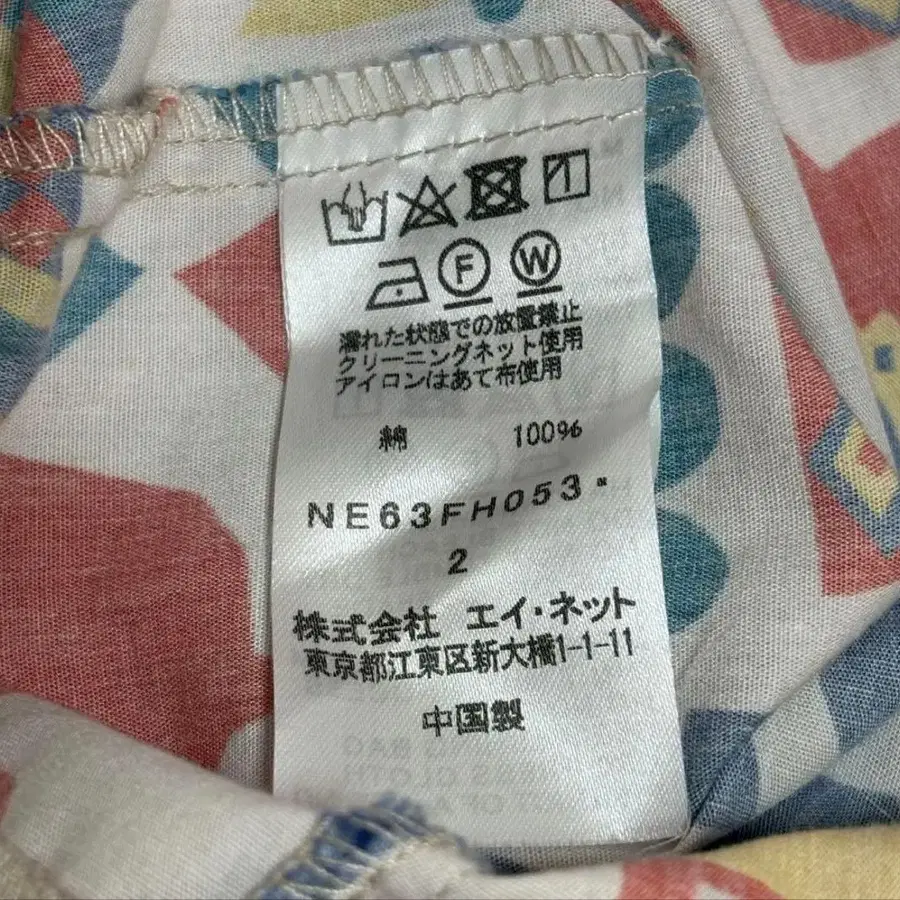 F W
濡れた状態での放置禁止
クリーニングネット使用
アイロンはあて布使用
綿 100%
NE63FH053.
2
株式会社 エイ・ネット
東京都江東区新大橋1-1-11
中国製